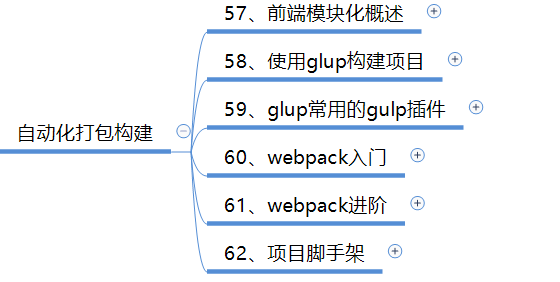 57、前端模块化概述
58、使用glup构建项目
59、glup常用的gulp插件
自动化打包构建
60、webpack入门
61、webpack进阶
62、项目脚手架